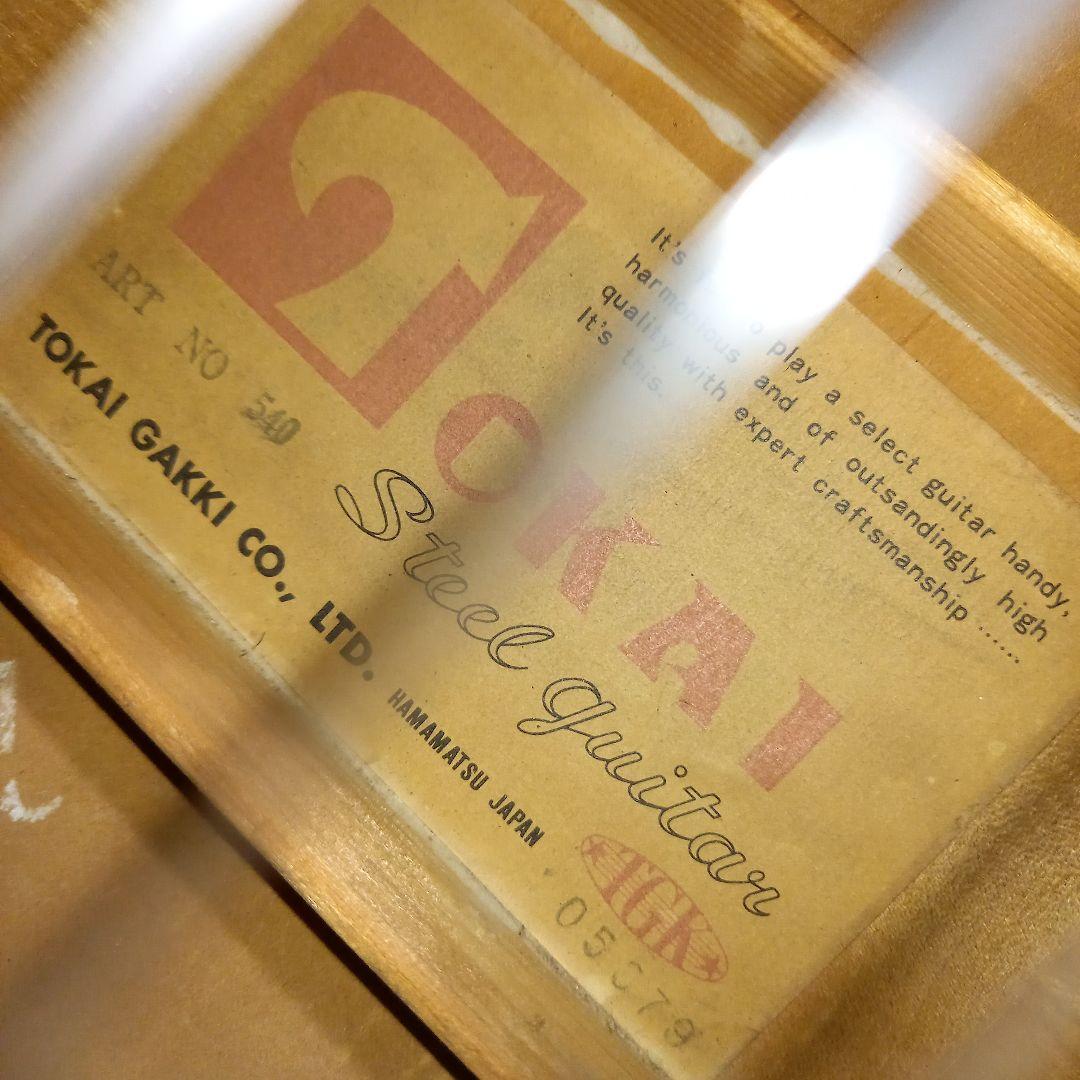 TOKAI
Steel guitar
It's to play a select guitar handy,
harmonious and of outsandingly high
quality with expert craftsmanship ......
It's this.
ART NO 540
TOKAI GAKKI CO., LTD. HAMAMATSU JAPAN
TGK